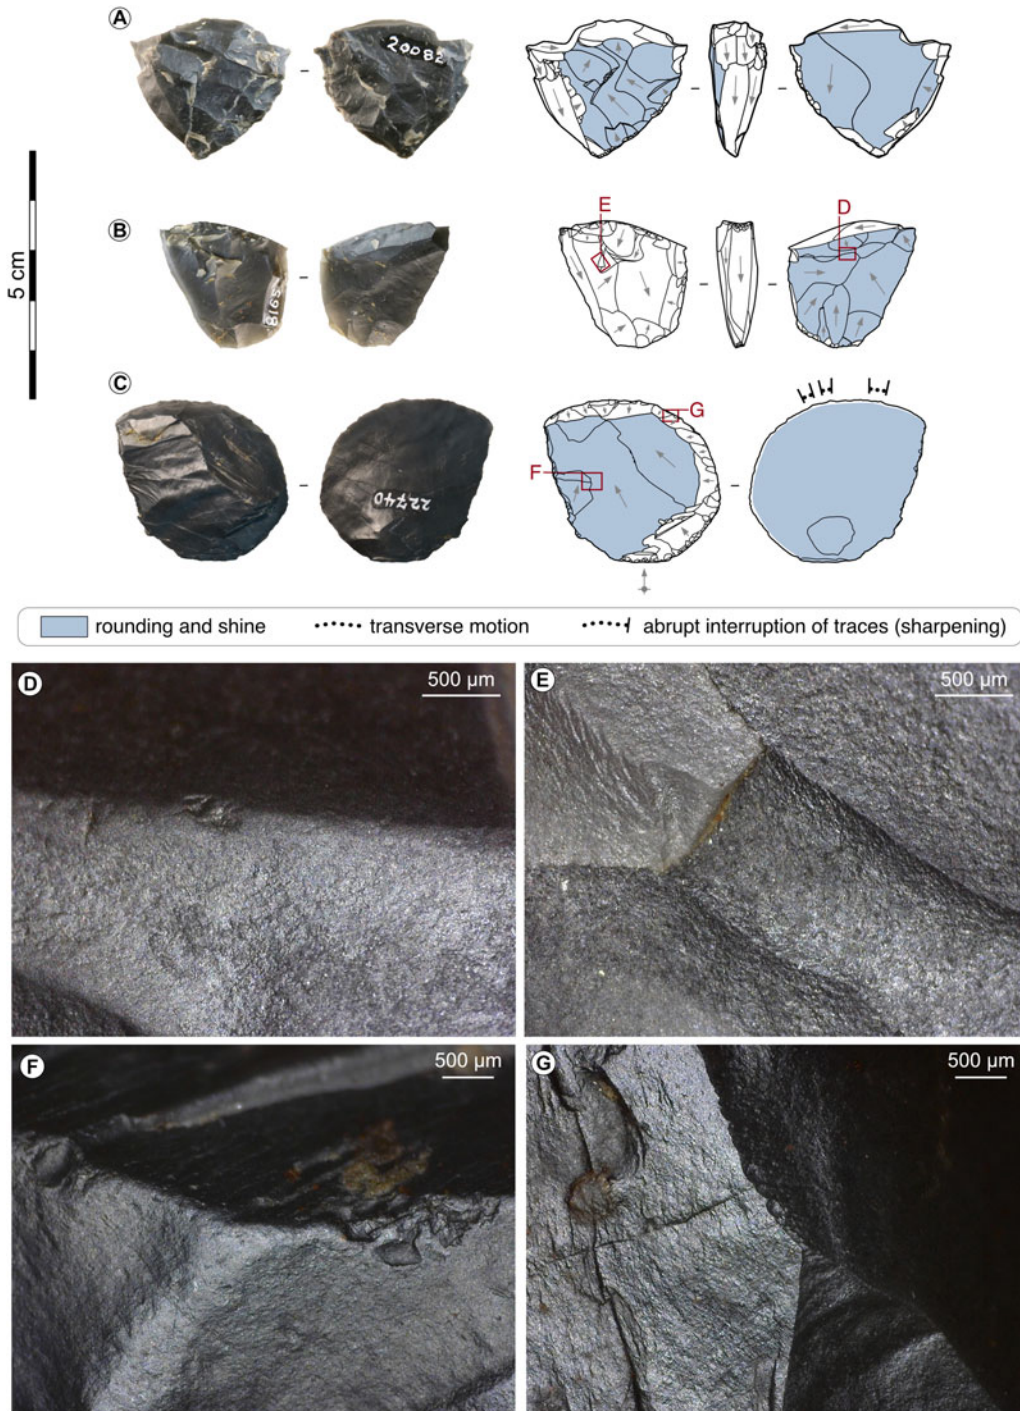 A
20082
5 cm
B
8165
E
D
C
22740
G
F
rounding and shine
transverse motion
abrupt interruption of traces (sharpening)
D
500 µm
E
500 µm
F
500 µm
G
500 µm